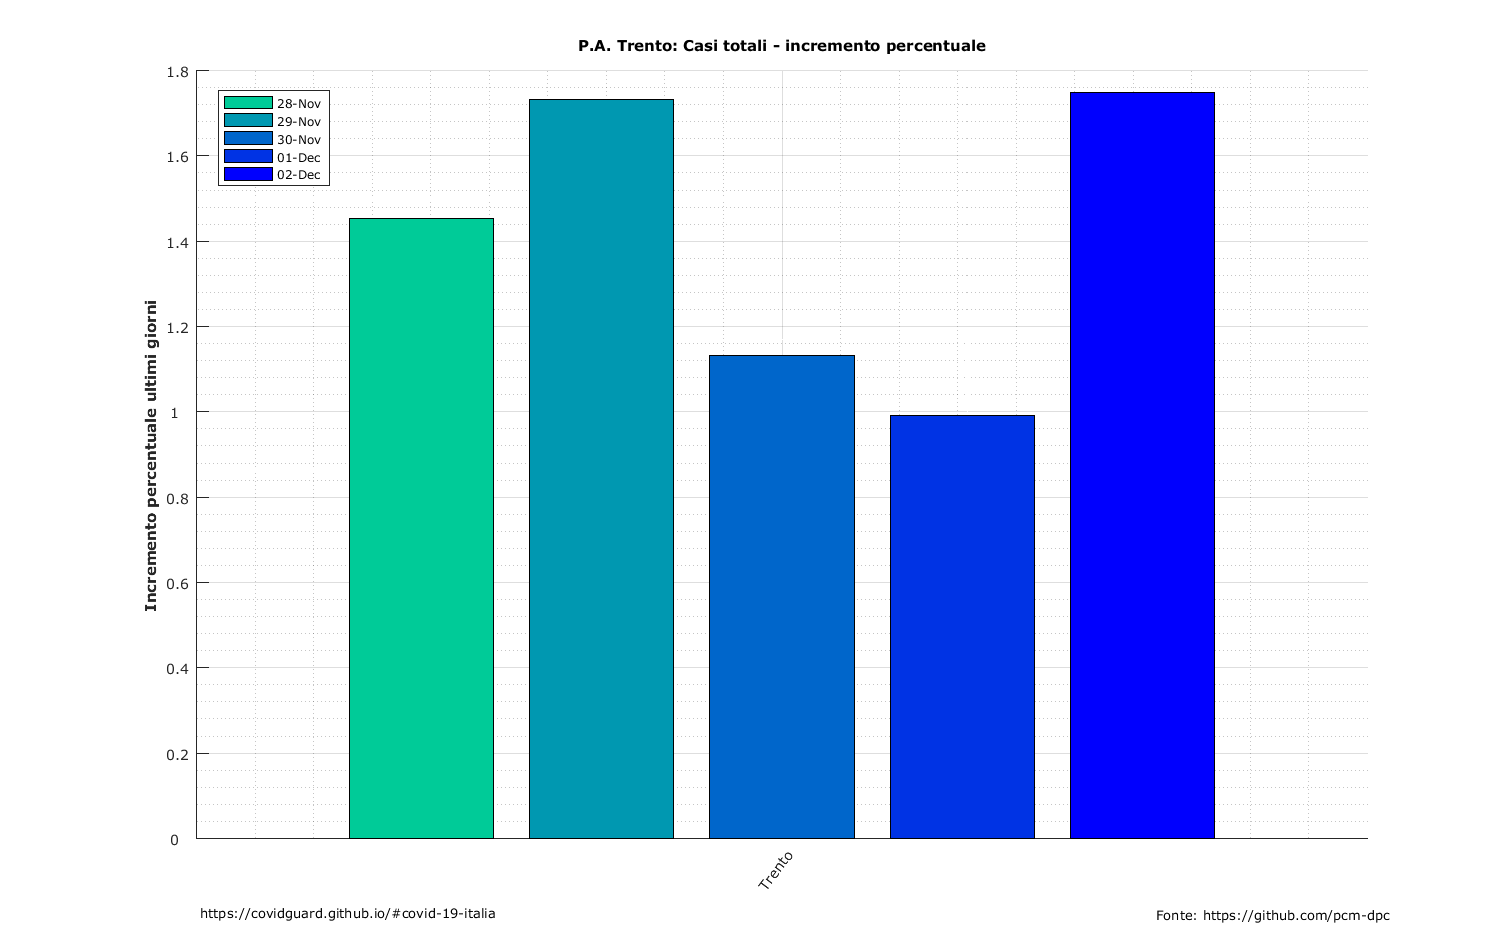 P.A. Trento: Casi totali - incremento percentuale
1.8
1.6
1.4
1.2
1
0.8
0.6
0.4
0.2
0
Incremento percentuale ultimi giorni
28-Nov
29-Nov
30-Nov
01-Dec
02-Dec
Trento
https://covidguard.github.io/#covid-19-italia
Fonte: https://github.com/pcm-dpc